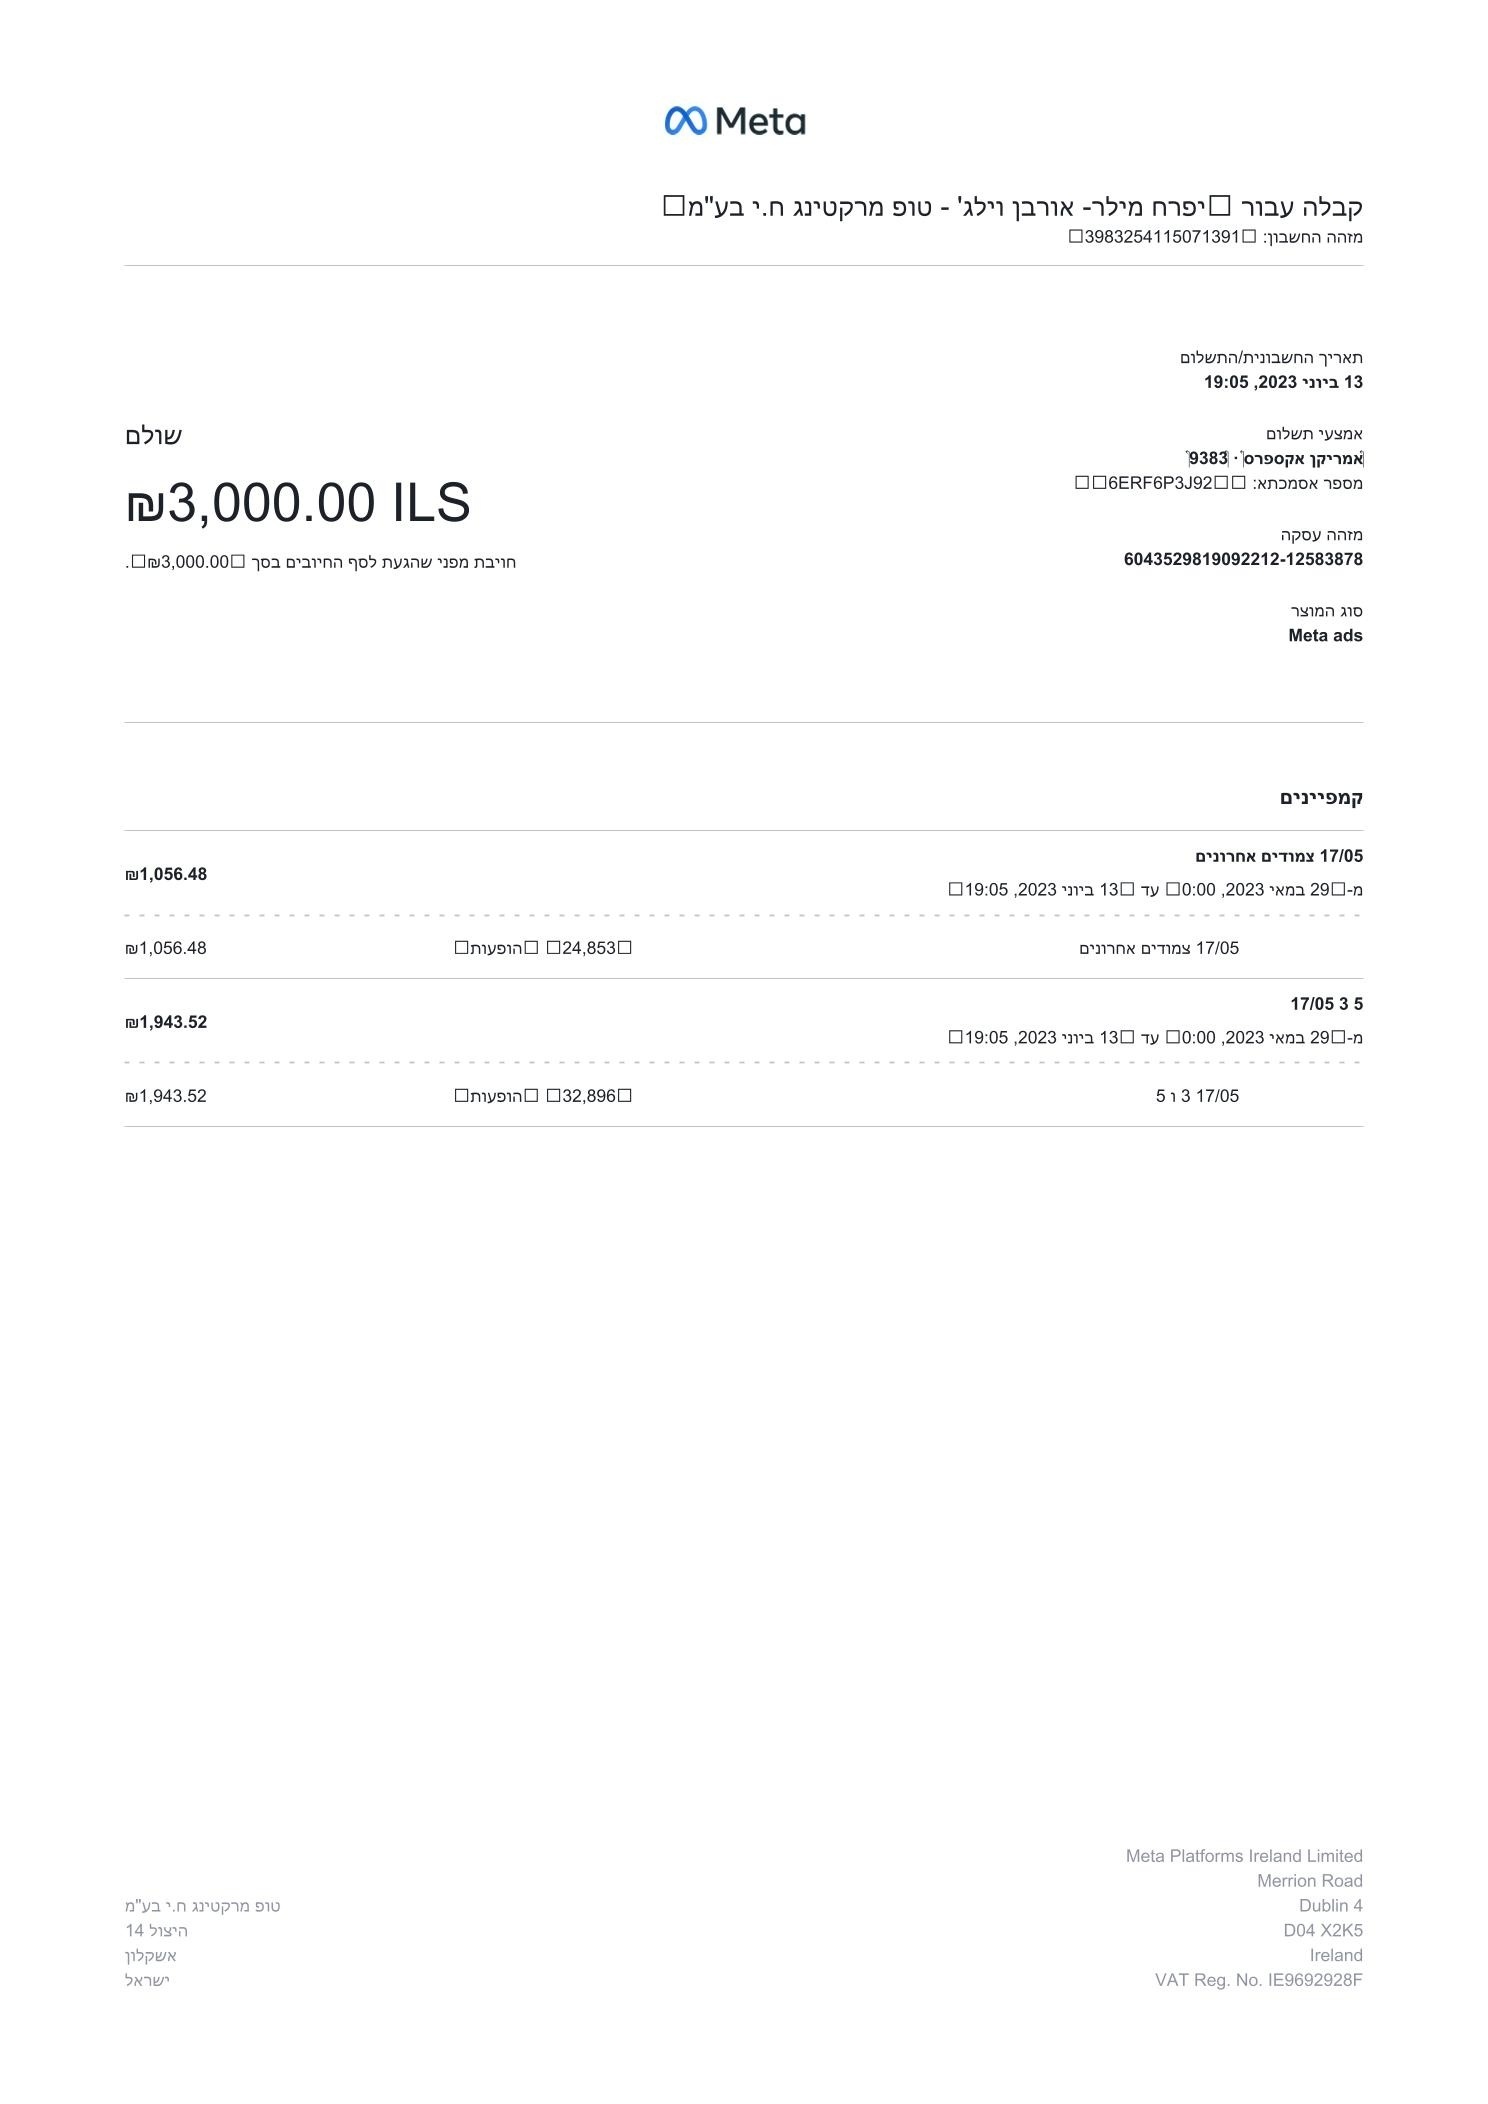 Meta
קבלה עבור יפרח מילר- אורבן וילג' - טופ מרקטינג ח.י בע"מ
מזהה החשבון: 3983254115071391
תאריך החשבונית/התשלום
13 ביוני 2023, 19:05
אמצעי תשלום
אמריקן אקספרס · 9383
מספר אסמכתא: 6ERF6P3J92
מזהה עסקה
6043529819092212-12583878
סוג המוצר
Meta ads
שולם
₪3,000.00 ILS
חויבת מפני שהגעת לסף החיובים בסך ₪3,000.00.
קמפיינים
17/05 צמודים אחרונים
₪1,056.48
מ-29 במאי 2023, 0:00 עד 13 ביוני 2023, 19:05
17/05 צמודים אחרונים 24,853 הופעות ₪1,056.48
17/05 3 5
₪1,943.52
מ-29 במאי 2023, 0:00 עד 13 ביוני 2023, 19:05
17/05 3 ו 5 32,896 הופעות ₪1,943.52
Meta Platforms Ireland Limited
Merrion Road
Dublin 4
D04 X2K5
Ireland
VAT Reg. No. IE9692928F
טופ מרקטינג ח.י בע"מ
היצול 14
אשקלון
ישראל